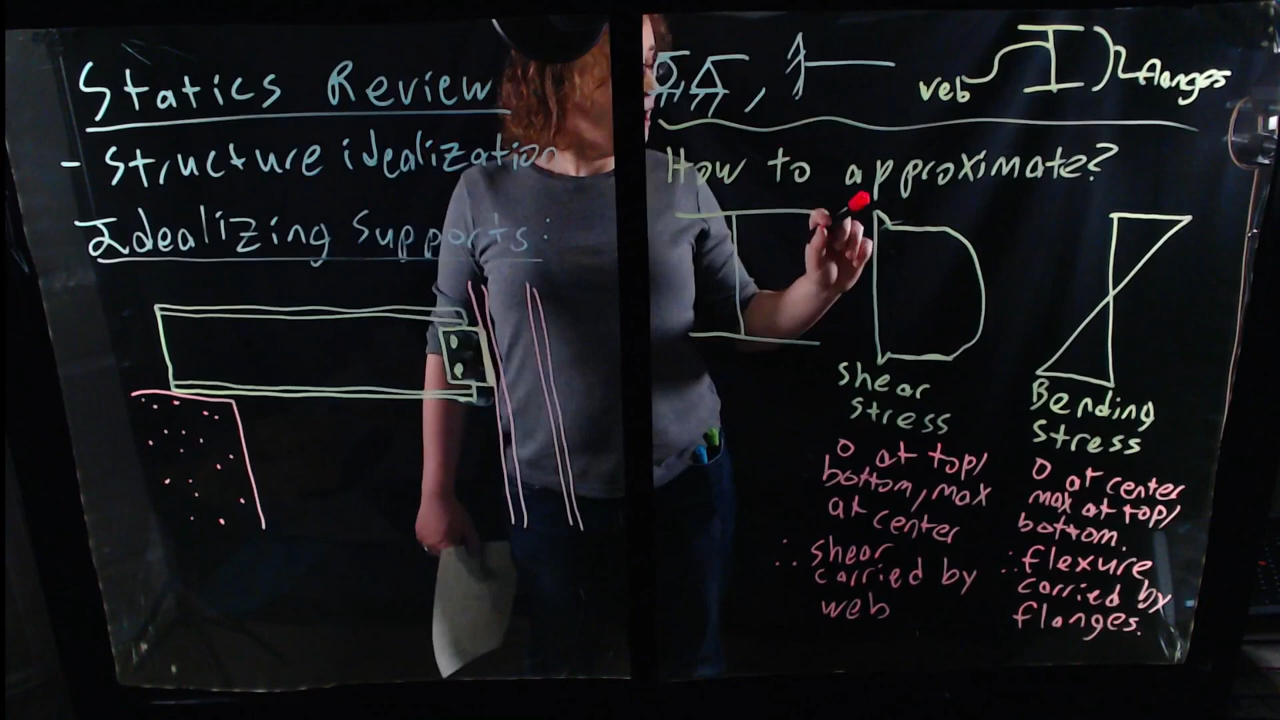 Statics Review
- Structure idealization
Idealizing Supports:
web
flanges
How to approximate?
Shear
Stress
0 at top/
bottom, max
at center
∴ shear
carried by
web
Bending
Stress
0 at center
max at top/
bottom.
∴ flexure
carried by
flanges.